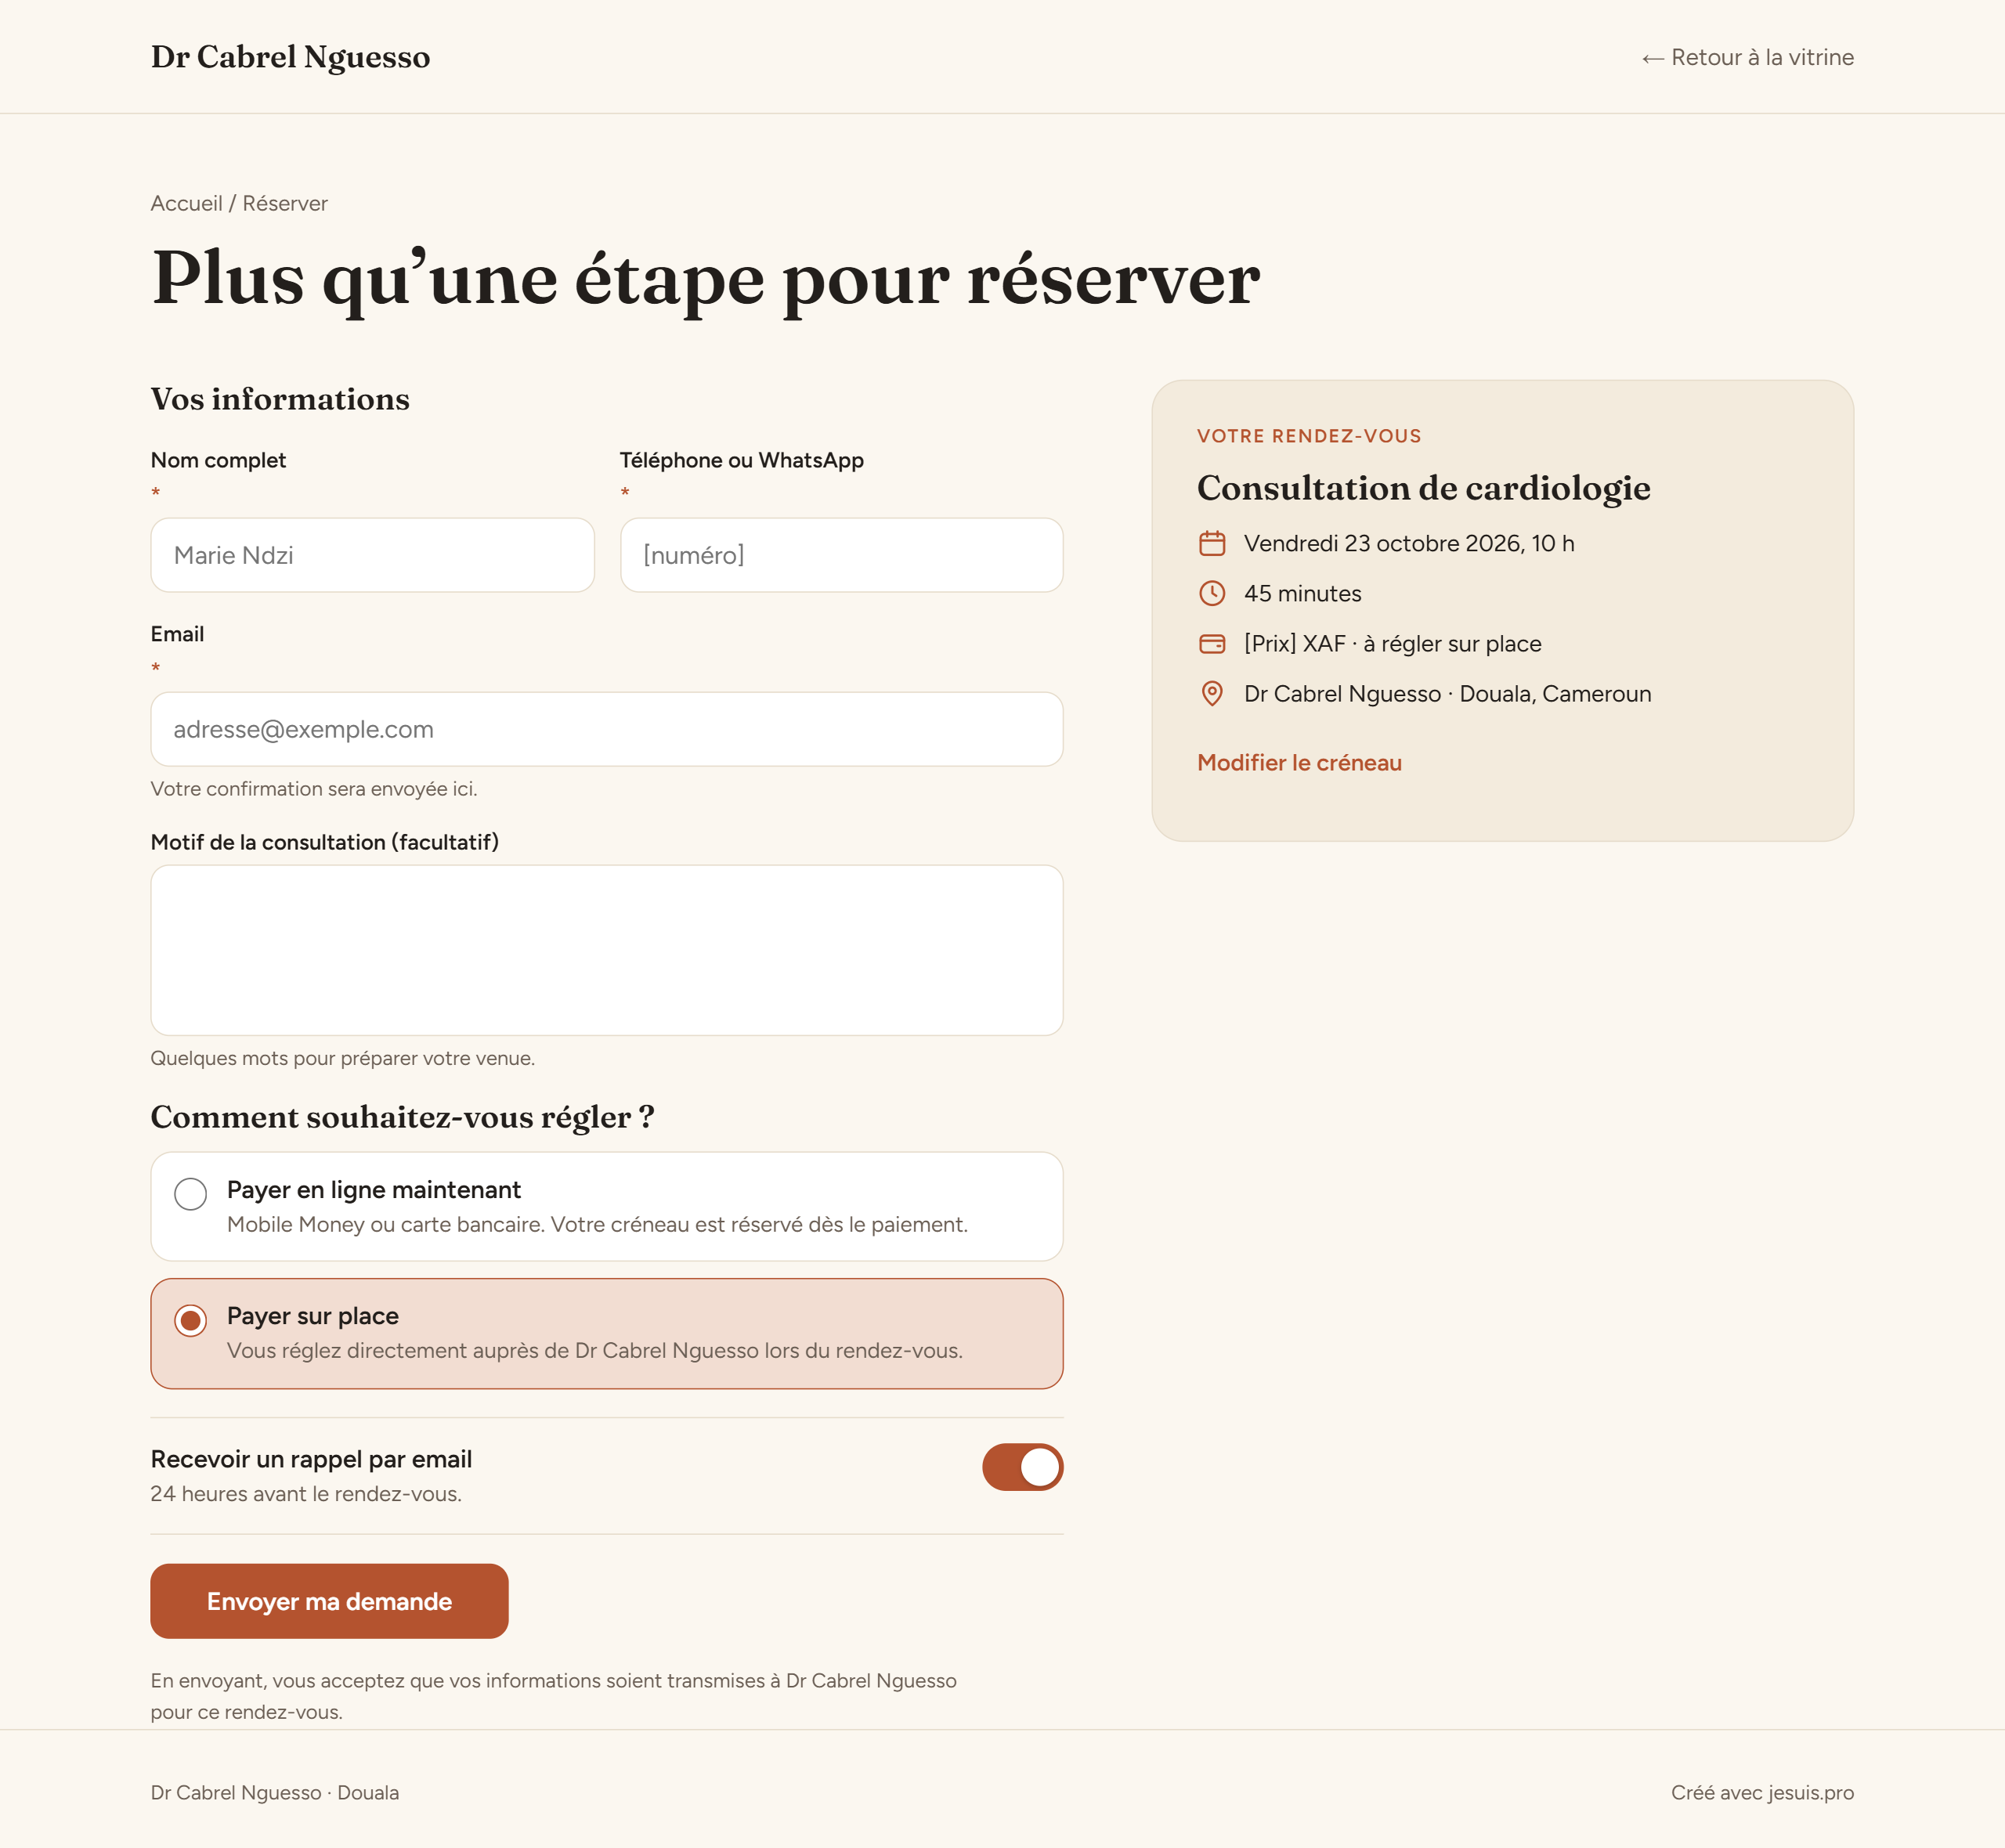 Dr Cabrel Nguesso
← Retour à la vitrine
Accueil / Réserver
Plus qu’une étape pour réserver
Vos informations
Nom complet
*
Marie Ndzi
Téléphone ou WhatsApp
*
[numéro]
Email
*
adresse@exemple.com
Votre confirmation sera envoyée ici.
Motif de la consultation (facultatif)
Quelques mots pour préparer votre venue.
Comment souhaitez-vous régler ?
Payer en ligne maintenant
Mobile Money ou carte bancaire. Votre créneau est réservé dès le paiement.
Payer sur place
Vous réglez directement auprès de Dr Cabrel Nguesso lors du rendez-vous.
Recevoir un rappel par email
24 heures avant le rendez-vous.
Envoyer ma demande
En envoyant, vous acceptez que vos informations soient transmises à Dr Cabrel Nguesso
pour ce rendez-vous.
VOTRE RENDEZ-VOUS
Consultation de cardiologie
Vendredi 23 octobre 2026, 10 h
45 minutes
[Prix] XAF · à régler sur place
Dr Cabrel Nguesso · Douala, Cameroun
Modifier le créneau
Dr Cabrel Nguesso · Douala
Créé avec jesuis.pro